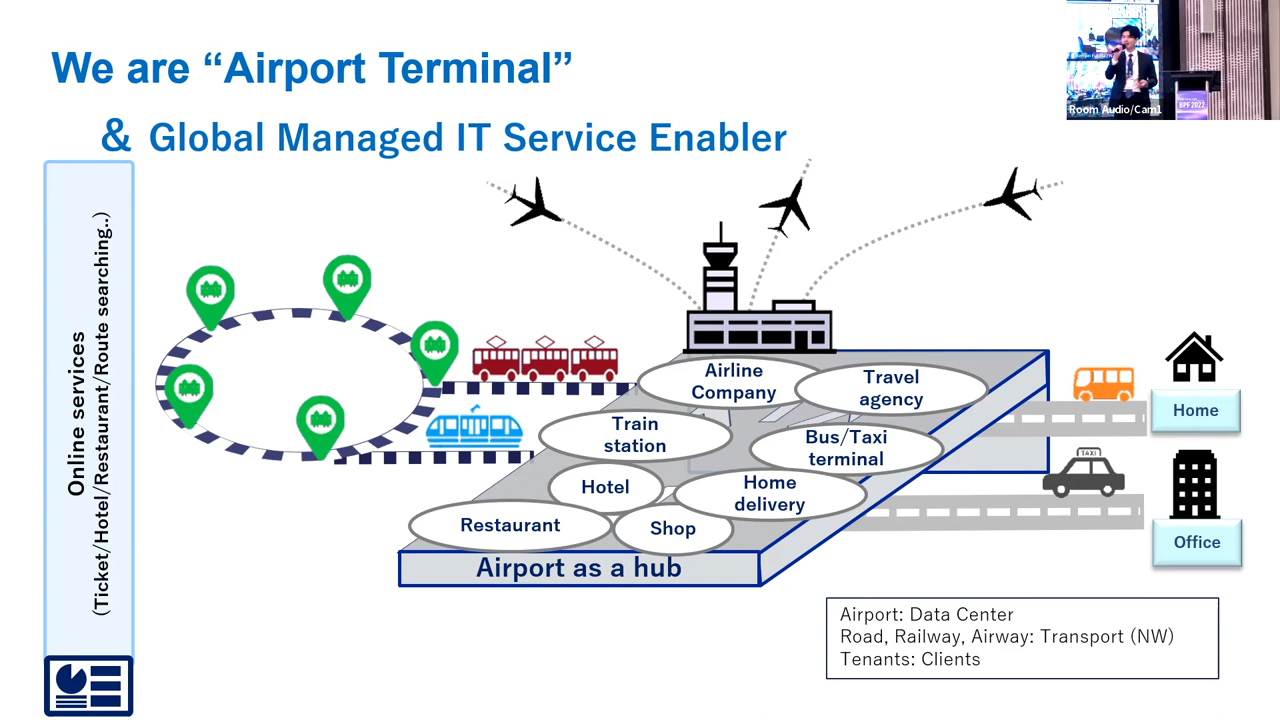 We are “Airport Terminal”
& Global Managed IT Service Enabler
Room Audio/Cam1
BPF 2022
Online services
(Ticket/Hotel/Restaurant/Route searching..)
Airline
Company
Travel
agency
Train
station
Bus/Taxi
terminal
Hotel
Home
delivery
Restaurant
Shop
Airport as a hub
Home
TAXI
Office
Airport: Data Center
Road, Railway, Airway: Transport (NW)
Tenants: Clients